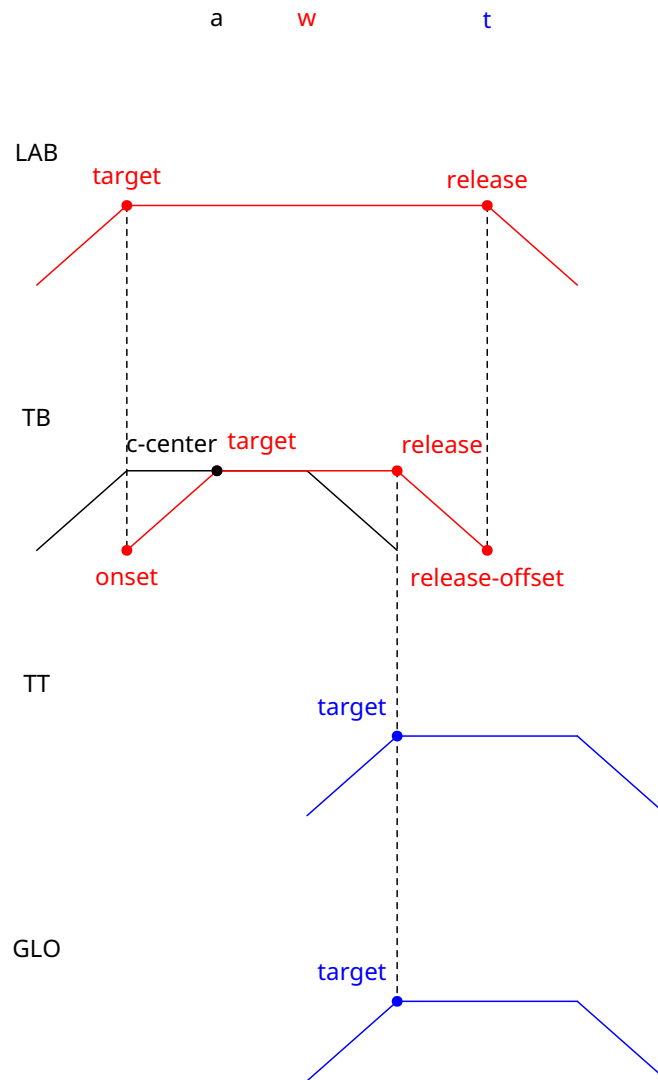 a w t
LAB
target release
TB
c-center target release
onset release-offset
TT
target
GLO
target